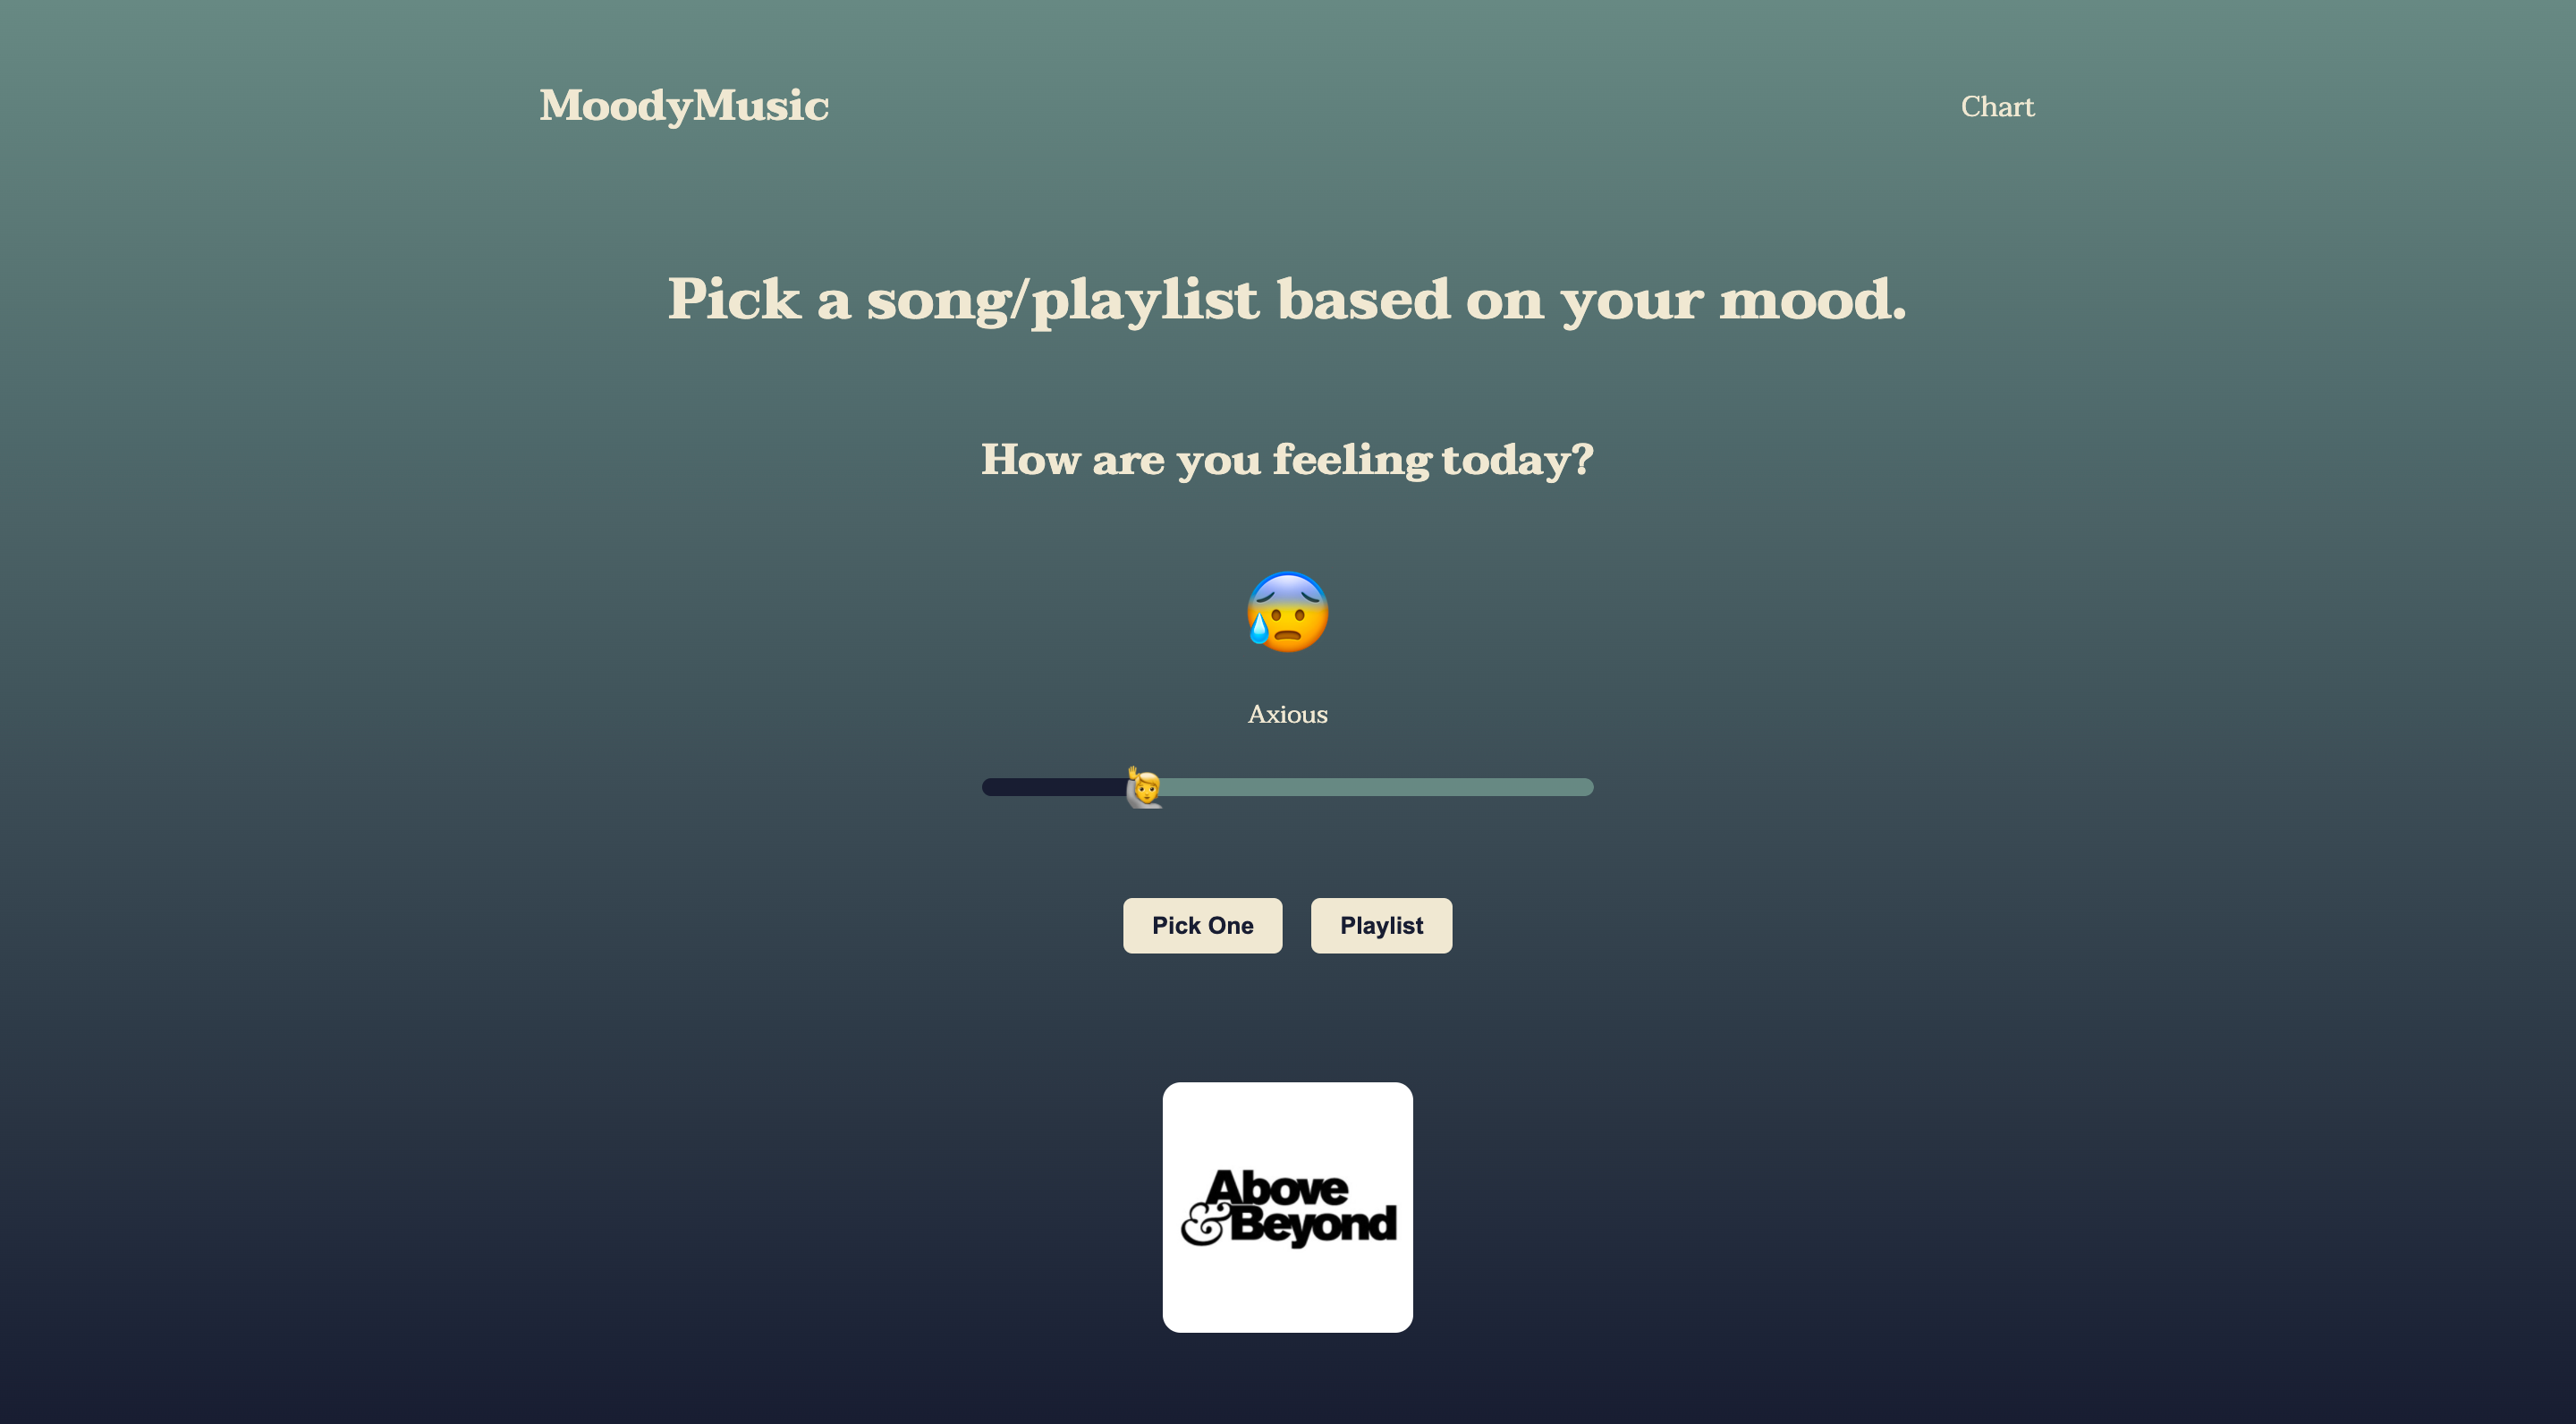 MoodyMusic
Chart
Pick a song/playlist based on your mood.
How are you feeling today?
Axious
Pick One
Playlist
Above
&Beyond